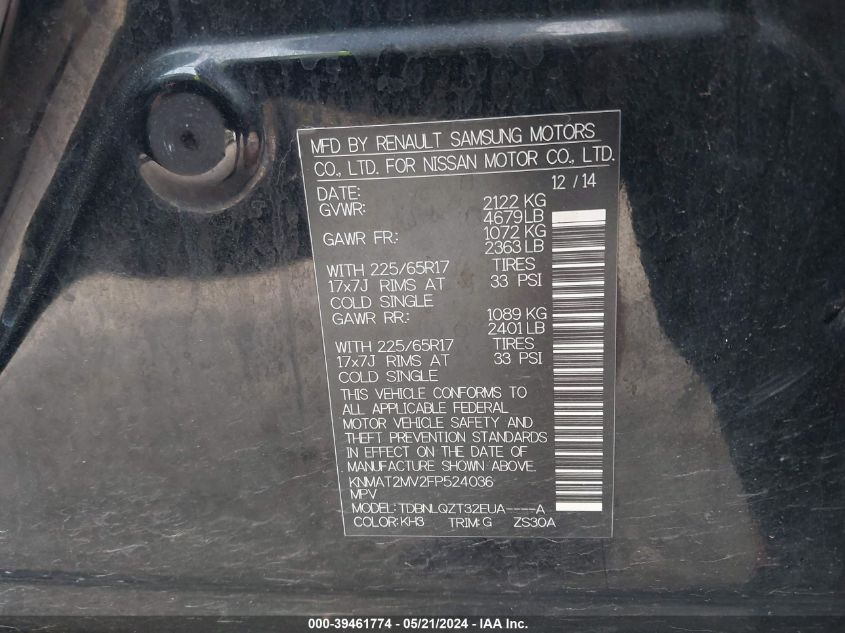 MFD BY RENAULT SAMSUNG MOTORS
CO., LTD. FOR NISSAN MOTOR CO., LTD.
DATE: 12 / 14
GVWR: 2122 KG
4679 LB
GAWR FR.: 1072 KG
2363 LB
WITH 225/65R17 TIRES
17x7J RIMS AT 33 PSI
COLD SINGLE
GAWR RR.: 1089 KG
2401 LB
WITH 225/65R17 TIRES
17x7J RIMS AT 33 PSI
COLD SINGLE
THIS VEHICLE CONFORMS TO
ALL APPLICABLE FEDERAL
MOTOR VEHICLE SAFETY AND
THEFT PREVENTION STANDARDS
IN EFFECT ON THE DATE OF
MANUFACTURE SHOWN ABOVE.
KNMAT2MV2FP524036
MPV
MODEL: TDBNLQZT32EUA----A
COLOR: KH3 TRIM: G ZS30A
000-39461774 - 05/21/2024 - IAA Inc.